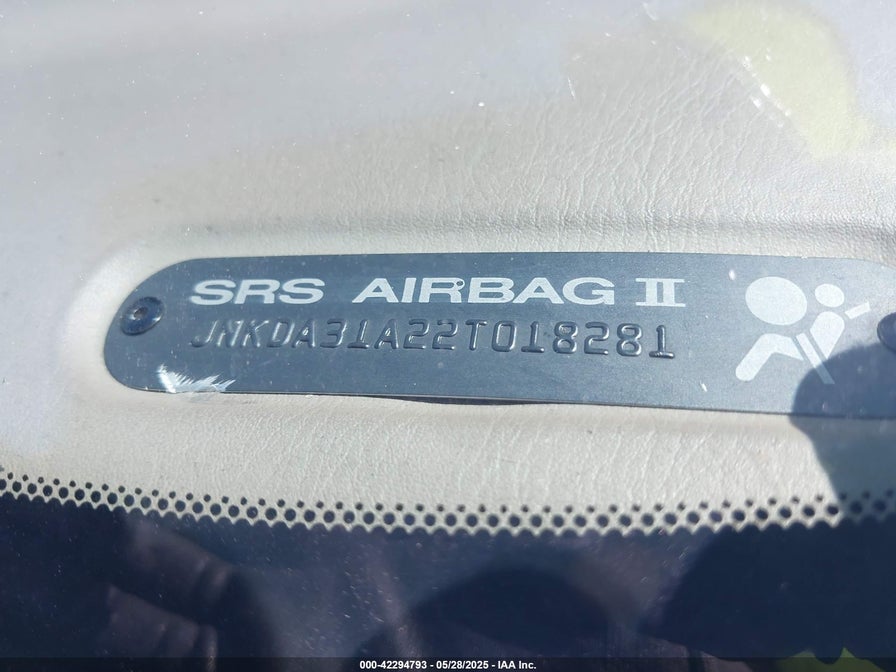 SRS AIRBAG II
JNKDA31A22T018281
000-42294793 - 05/28/2025 - IAA Inc.